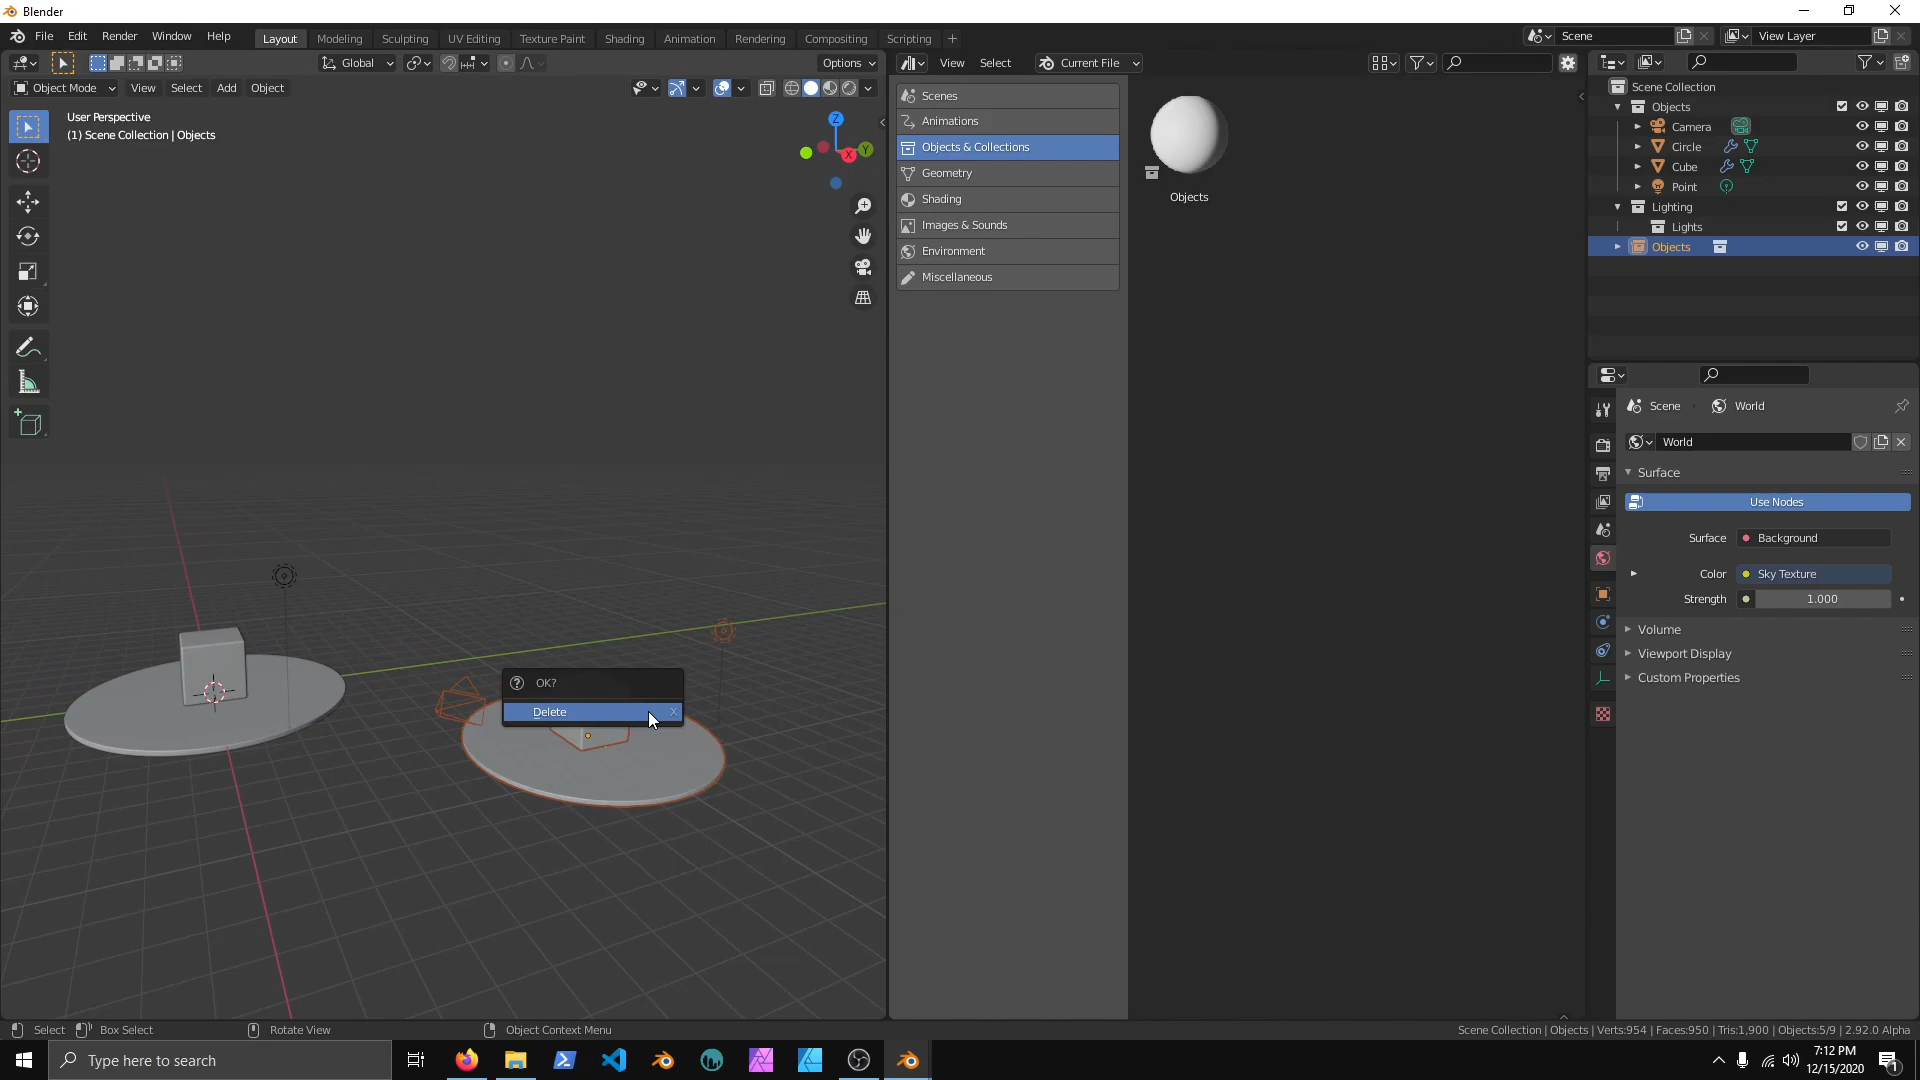 Blender
File Edit Render Window Help
Layout Modeling Sculpting UV Editing Texture Paint Shading Animation Rendering Compositing Scripting
Scene
View Layer
Global
Options
View Select Current File
Object Mode View Select Add Object
User Perspective
(1) Scene Collection | Objects
Z
Y
X
Scenes
Animations
Objects & Collections
Geometry
Shading
Images & Sounds
Environment
Miscellaneous
Objects
Scene Collection
Objects
Camera
Circle
Cube
Point
Lighting
Lights
Objects
Scene World
World
Surface
Use Nodes
Surface Background
Color Sky Texture
Strength 1.000
Volume
Viewport Display
Custom Properties
OK?
Delete X
Select Box Select Rotate View Object Context Menu
Scene Collection | Objects | Verts:954 | Faces:950 | Tris:1,900 | Objects:5/9 | 2.92.0 Alpha
Type here to search
7:12 PM
12/15/2020
1